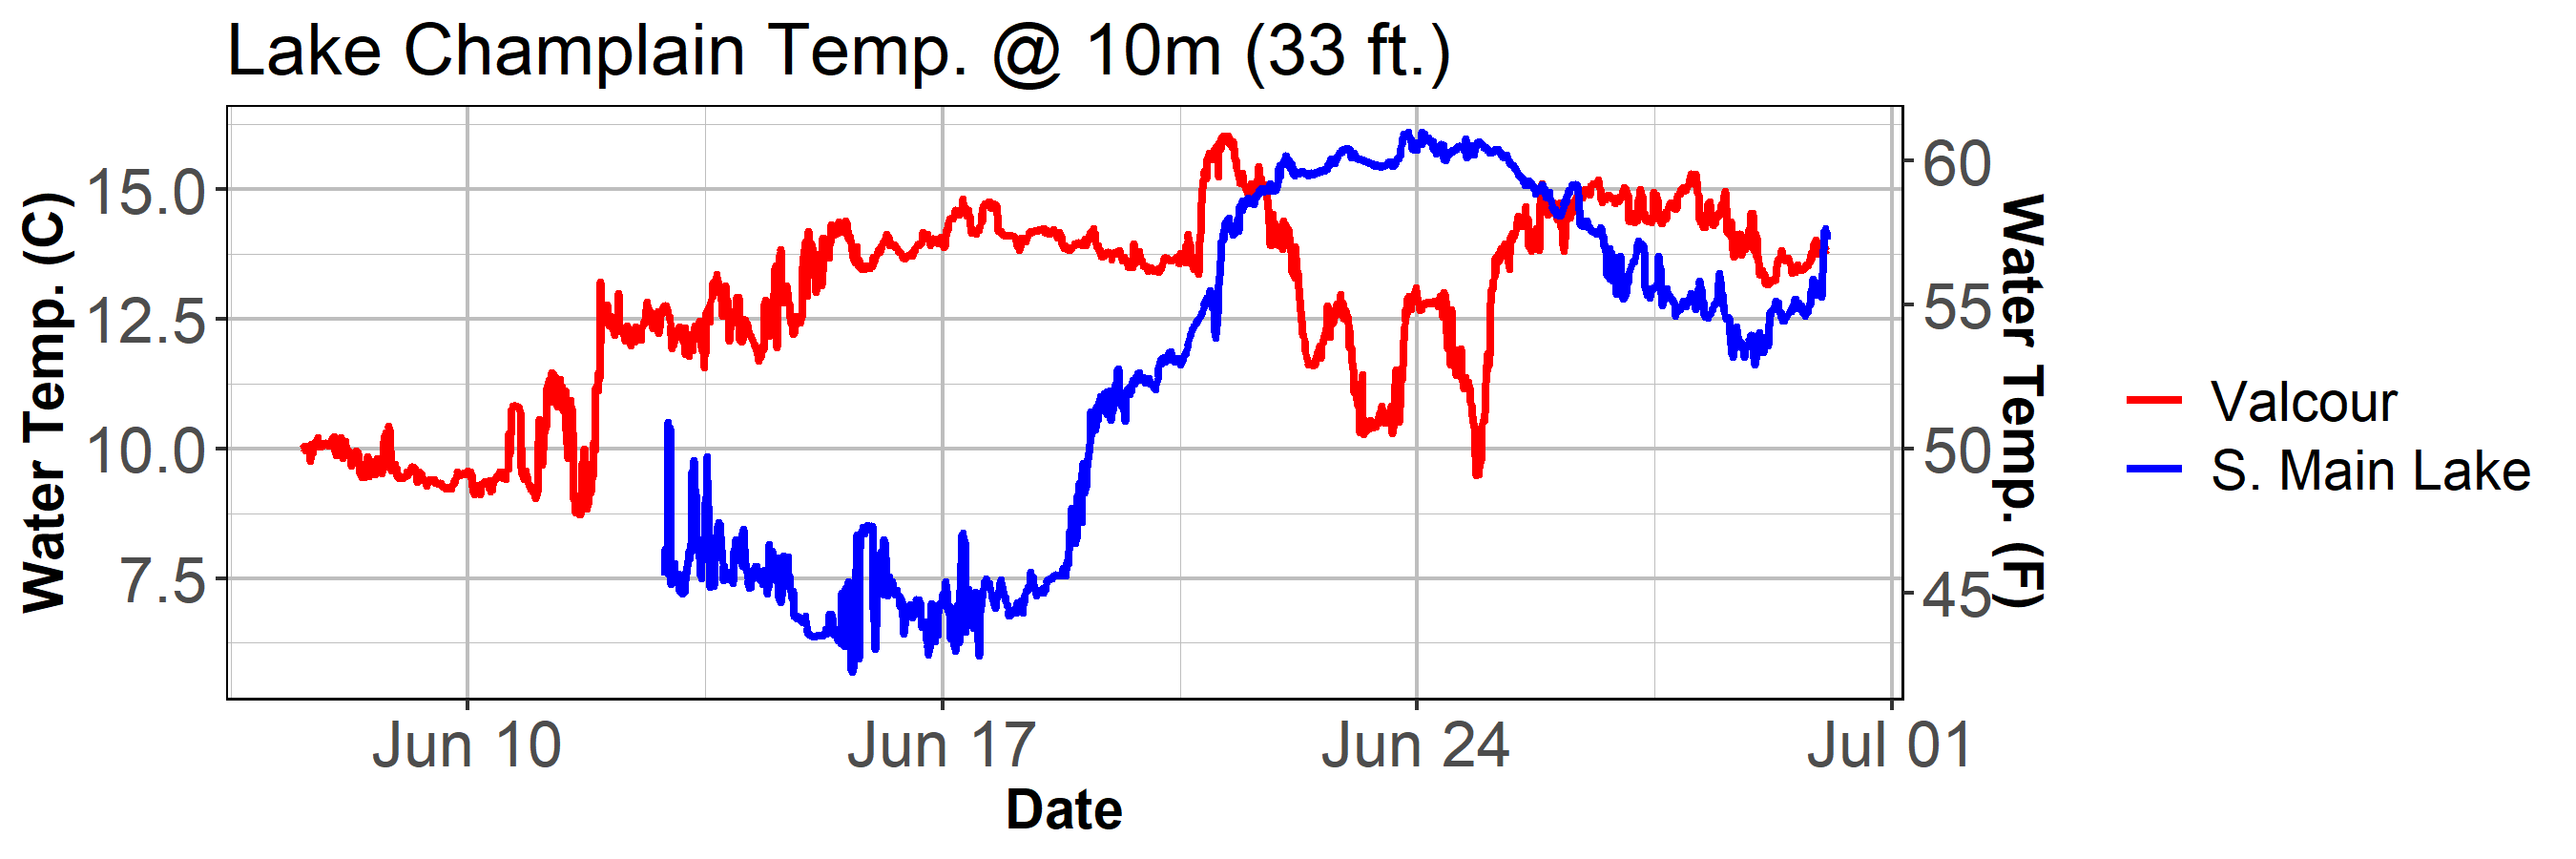 Lake Champlain Temp. @ 10m (33 ft.)
Water Temp. (C)
15.0
12.5
10.0
7.5
60
55
50
45
Water Temp. (F)
Jun 10
Jun 17
Jun 24
Jul 01
Date
Valcour
S. Main Lake